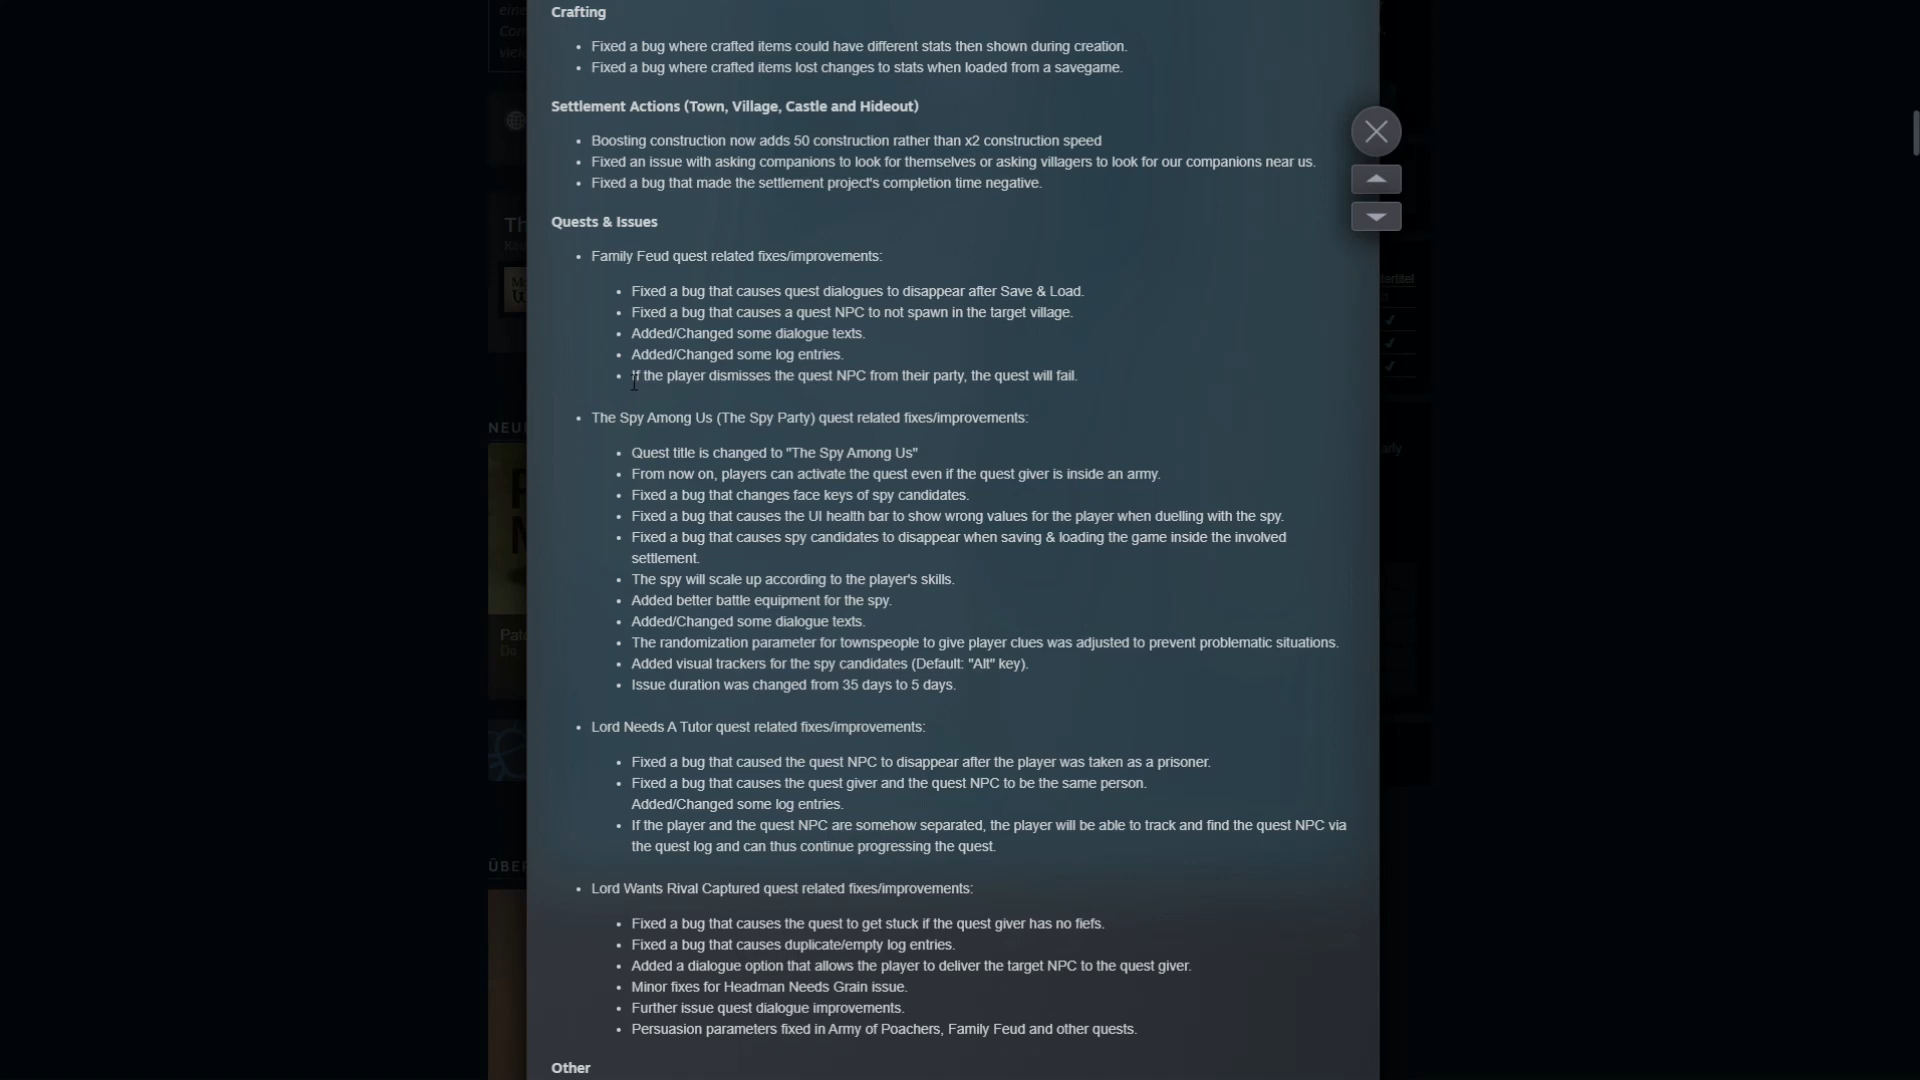 eine
Con
viel
Crafting
Fixed a bug where crafted items could have different stats then shown during creation.
Fixed a bug where crafted items lost changes to stats when loaded from a savegame.
Settlement Actions (Town, Village, Castle and Hideout)
Boosting construction now adds 50 construction rather than x2 construction speed
Fixed an issue with asking companions to look for themselves or asking villagers to look for our companions near us.
Fixed a bug that made the settlement project's completion time negative.
Th
Quests & Issues
Family Feud quest related fixes/improvements:
Fixed a bug that causes quest dialogues to disappear after Save & Load.
Fixed a bug that causes a quest NPC to not spawn in the target village.
Added/Changed some dialogue texts.
Added/Changed some log entries.
If the player dismisses the quest NPC from their party, the quest will fail.
tertitel
The Spy Among Us (The Spy Party) quest related fixes/improvements:
NEU
Quest title is changed to "The Spy Among Us"
From now on, players can activate the quest even if the quest giver is inside an army.
Fixed a bug that changes face keys of spy candidates.
Fixed a bug that causes the UI health bar to show wrong values for the player when duelling with the spy.
Fixed a bug that causes spy candidates to disappear when saving & loading the game inside the involved
settlement.
The spy will scale up according to the player's skills.
Added better battle equipment for the spy.
Added/Changed some dialogue texts.
The randomization parameter for townspeople to give player clues was adjusted to prevent problematic situations.
Added visual trackers for the spy candidates (Default: "Alt" key).
Issue duration was changed from 35 days to 5 days.
arly
Patc
Do
Lord Needs A Tutor quest related fixes/improvements:
Fixed a bug that caused the quest NPC to disappear after the player was taken as a prisoner.
Fixed a bug that causes the quest giver and the quest NPC to be the same person.
Added/Changed some log entries.
If the player and the quest NPC are somehow separated, the player will be able to track and find the quest NPC via
the quest log and can thus continue progressing the quest.
ÜBER
Lord Wants Rival Captured quest related fixes/improvements:
Fixed a bug that causes the quest to get stuck if the quest giver has no fiefs.
Fixed a bug that causes duplicate/empty log entries.
Added a dialogue option that allows the player to deliver the target NPC to the quest giver.
Minor fixes for Headman Needs Grain issue.
Further issue quest dialogue improvements.
Persuasion parameters fixed in Army of Poachers, Family Feud and other quests.
Other